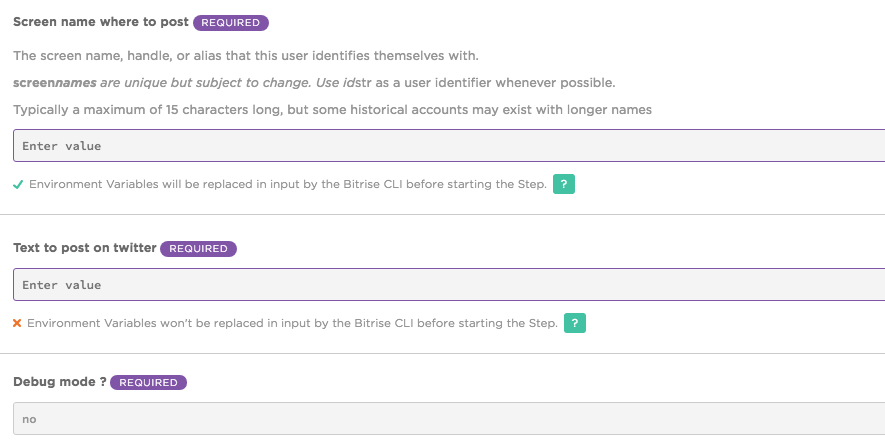 Screen name where to post REQUIRED
The screen name, handle, or alias that this user identifies themselves with.
screennames are unique but subject to change. Use idstr as a user identifier whenever possible.
Typically a maximum of 15 characters long, but some historical accounts may exist with longer names
Enter value
Environment Variables will be replaced in input by the Bitrise CLI before starting the Step. ?
Text to post on twitter REQUIRED
Enter value
Environment Variables won't be replaced in input by the Bitrise CLI before starting the Step. ?
Debug mode ? REQUIRED
no